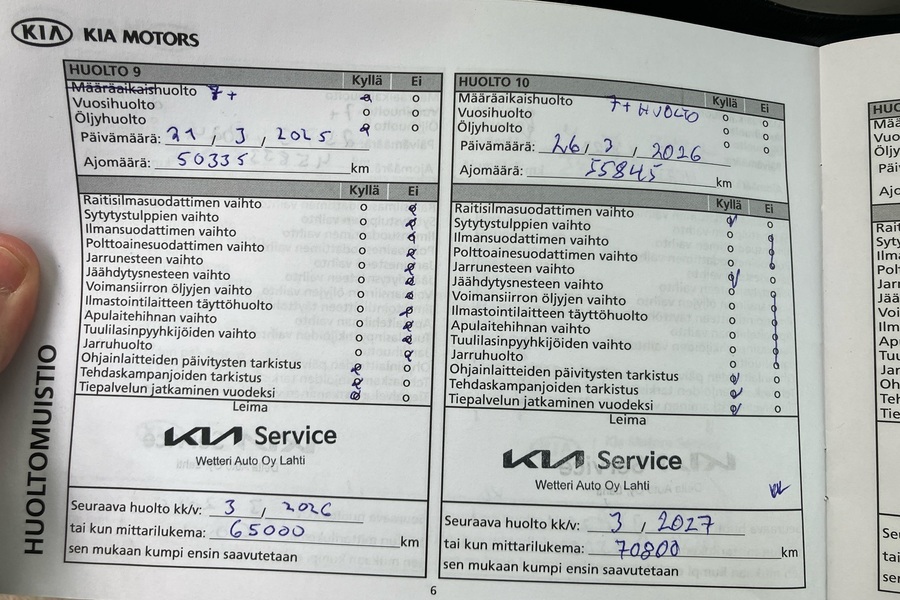 KIA KIA MOTORS
HUOLTO 9 Kyllä Ei
Määräaikaishuolto 7+
Vuosihuolto
Öljyhuolto
Päivämäärä: 21, 3, 2025
Ajomäärä: 50335 km
Kyllä Ei
Raitisilmasuodattimen vaihto
Sytytystulppien vaihto
Ilmansuodattimen vaihto
Polttoainesuodattimen vaihto
Jarrunesteen vaihto
Jäähdytysnesteen vaihto
Voimansiirron öljyjen vaihto
Ilmastointilaitteen täyttöhuolto
Apulaitehihnan vaihto
Tuulilasinpyyhkijöiden vaihto
Jarruhuolto
Ohjainlaitteiden päivitysten tarkistus
Tehdaskampanjoiden tarkistus
Tiepalvelun jatkaminen vuodeksi
Leima
KIA Service
Wetteri Auto Oy Lahti
Seuraava huolto kk/v: 3, 2026
tai kun mittarilukema: 65000 km
sen mukaan kumpi ensin saavutetaan
HUOLTO 10 Kyllä Ei
Määräaikaishuolto 7+ HUOLTO
Vuosihuolto
Öljyhuolto
Päivämäärä: 26, 3, 2026
Ajomäärä: 55845 km
Kyllä Ei
Raitisilmasuodattimen vaihto
Sytytystulppien vaihto
Ilmansuodattimen vaihto
Polttoainesuodattimen vaihto
Jarrunesteen vaihto
Jäähdytysnesteen vaihto
Voimansiirron öljyjen vaihto
Ilmastointilaitteen täyttöhuolto
Apulaitehihnan vaihto
Tuulilasinpyyhkijöiden vaihto
Jarruhuolto
Ohjainlaitteiden päivitysten tarkistus
Tehdaskampanjoiden tarkistus
Tiepalvelun jatkaminen vuodeksi
Leima
KIA Service
Wetteri Auto Oy Lahti
Seuraava huolto kk/v: 3, 2027
tai kun mittarilukema: 70800 km
sen mukaan kumpi ensin saavutetaan
HUOLTOMUISTIO
6